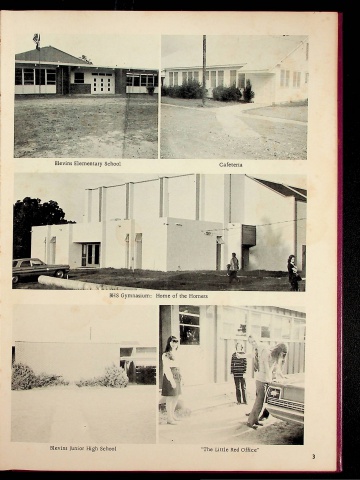 Blevins Elementary School
Cafeteria
BHS Gymnasium: Home of the Hornets
Blevins Junior High School
"The Little Red Office"
3